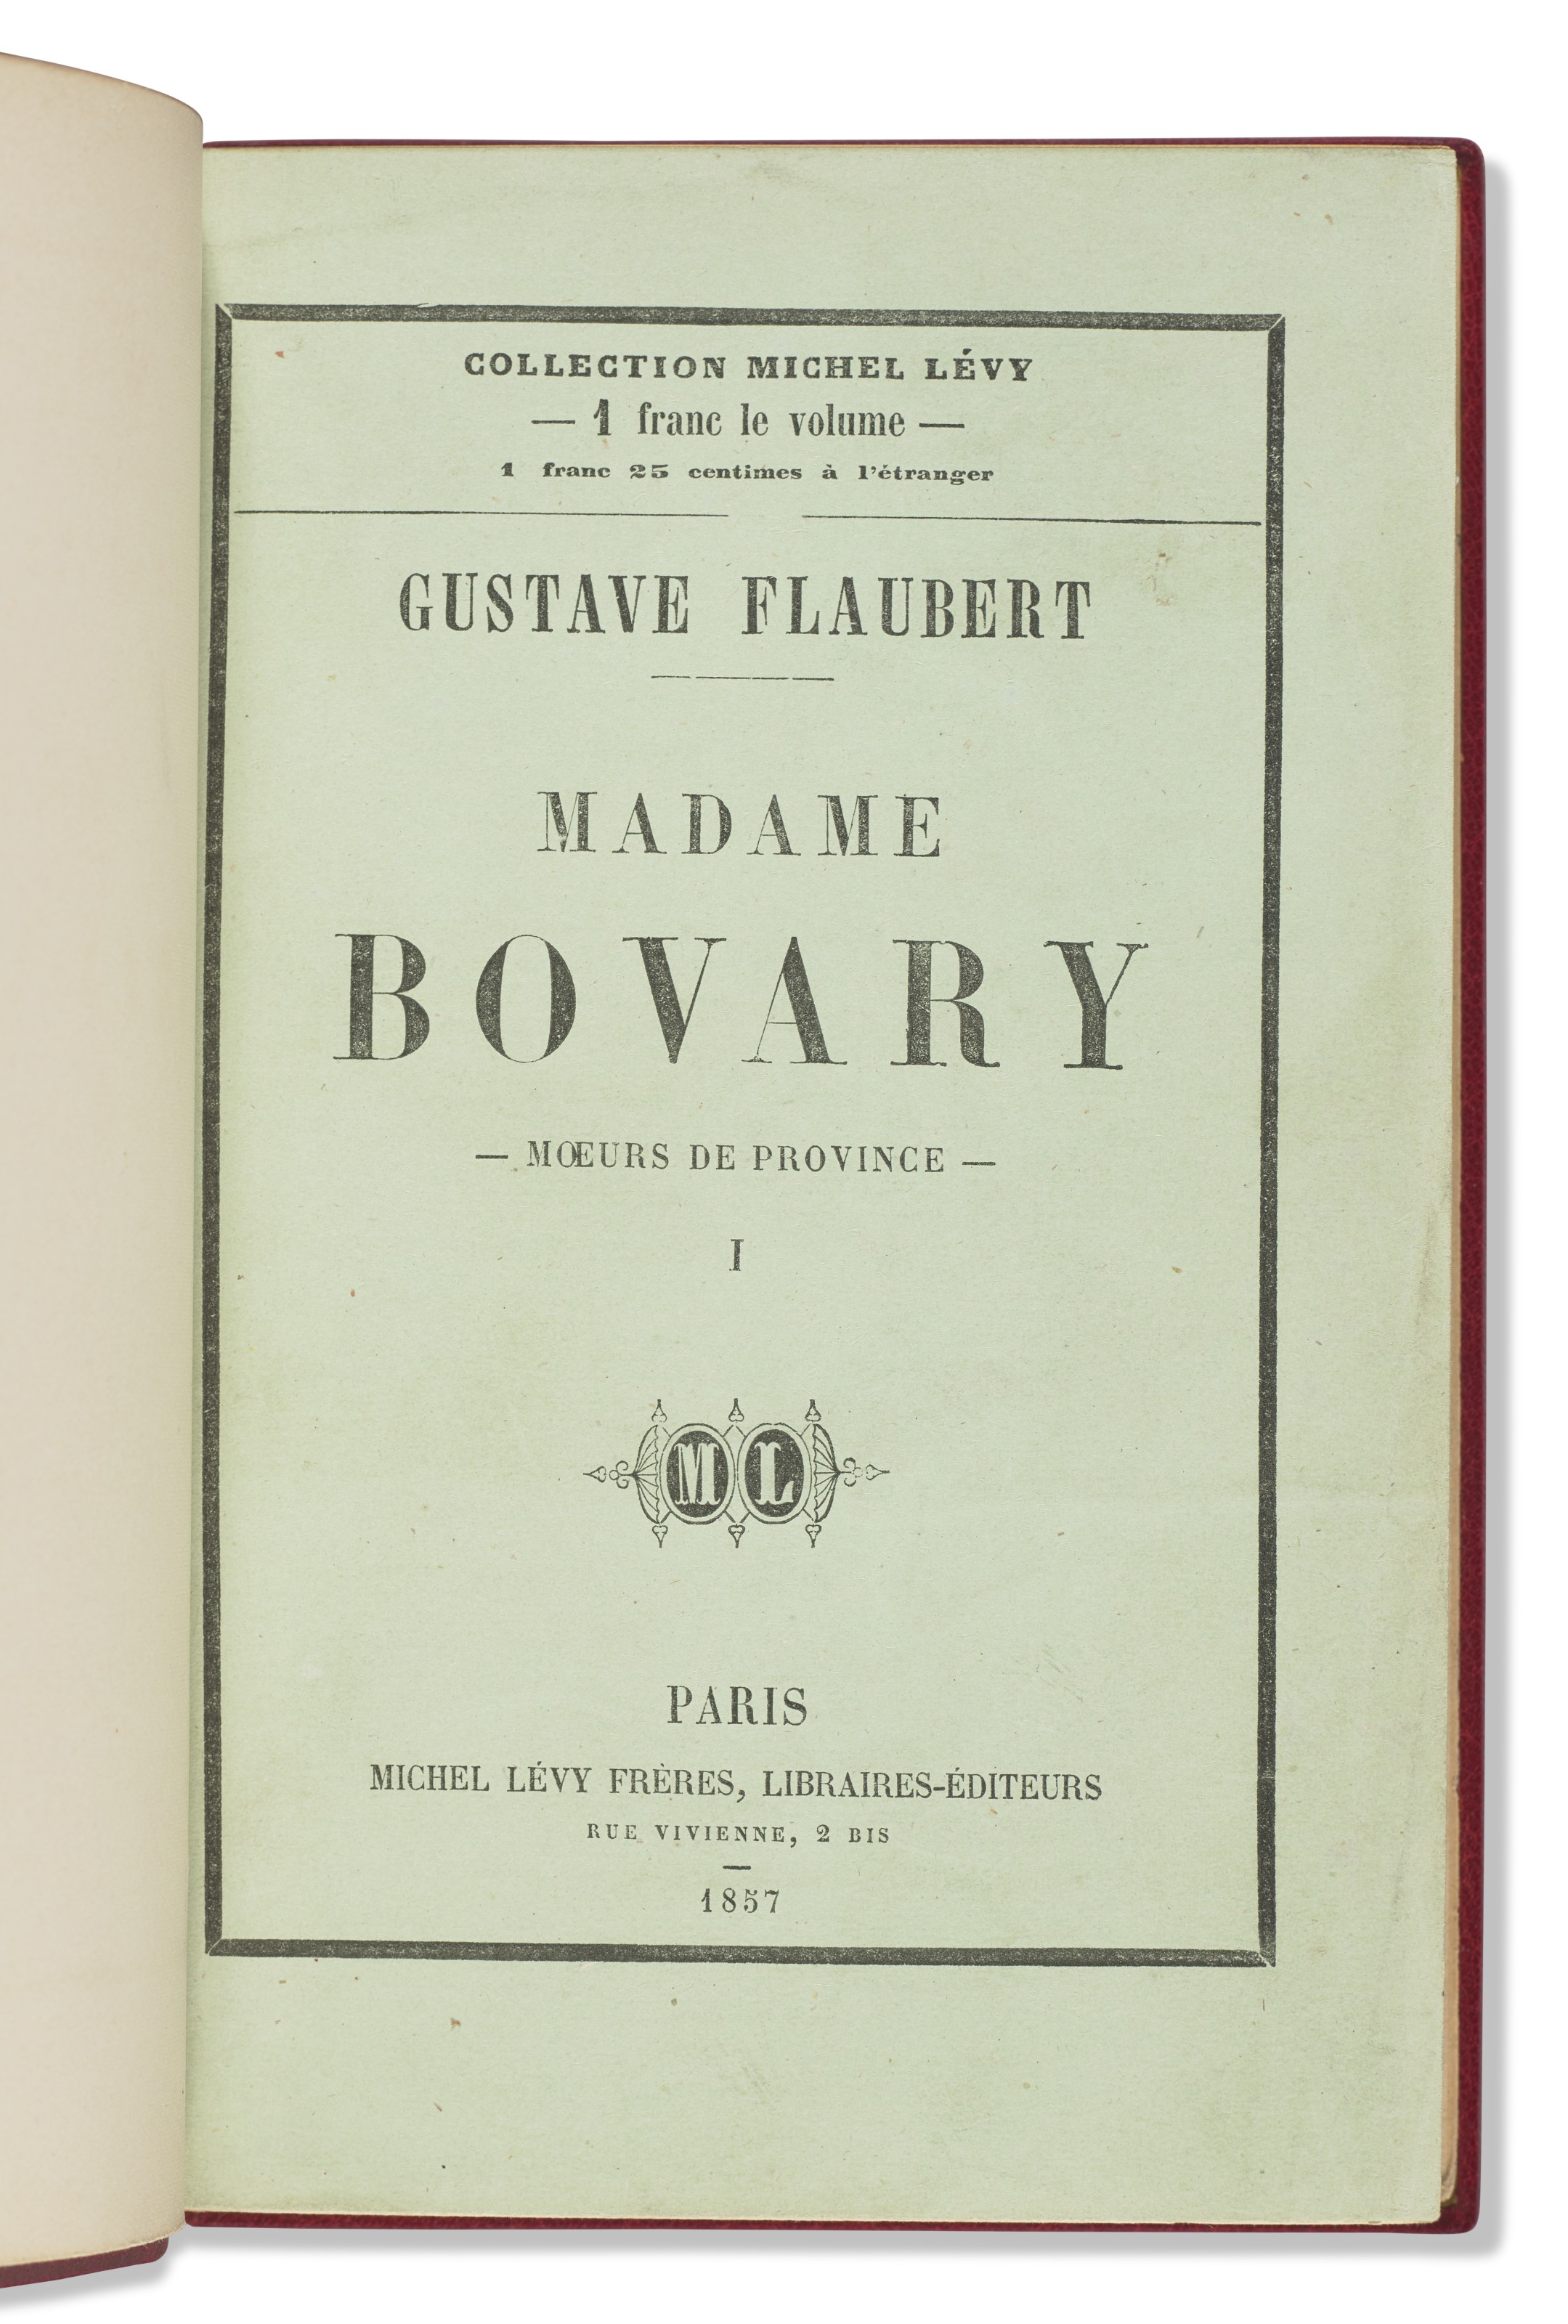 COLLECTION MICHEL LÉVY
— 1 franc le volume —
1 franc 25 centimes à l'étranger
GUSTAVE FLAUBERT
MADAME
BOVARY
— MŒURS DE PROVINCE —
I
ML
PARIS
MICHEL LÉVY FRÈRES, LIBRAIRES-ÉDITEURS
RUE VIVIENNE, 2 BIS
1857